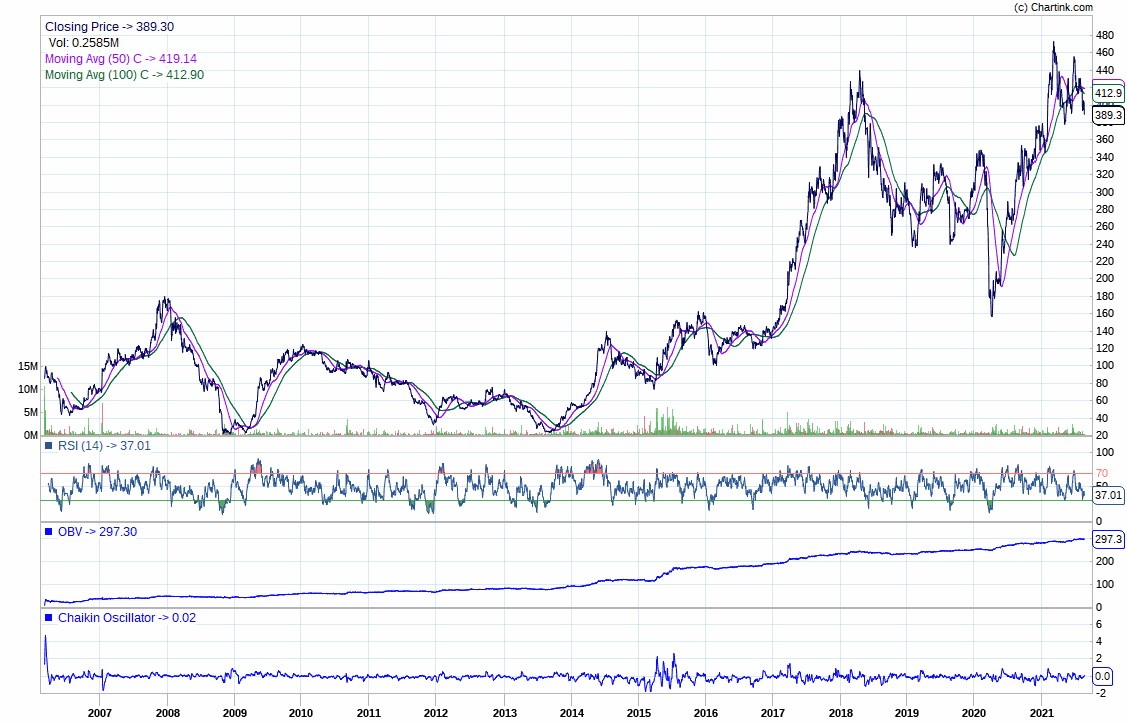 (c) Chartink.com
Closing Price -> 389.30
Vol: 0.2585M
Moving Avg (50) C -> 419.14
Moving Avg (100) C -> 412.90
480
460
440
412.9
389.3
360
340
320
300
280
260
240
220
200
180
160
140
120
100
80
60
40
20
15M
10M
5M
0M
RSI (14) -> 37.01
100
70
50
37.01
0
OBV -> 297.30
297.3
200
100
0
Chaikin Oscillator -> 0.02
6
4
2
0.0
-2
2007 2008 2009 2010 2011 2012 2013 2014 2015 2016 2017 2018 2019 2020 2021